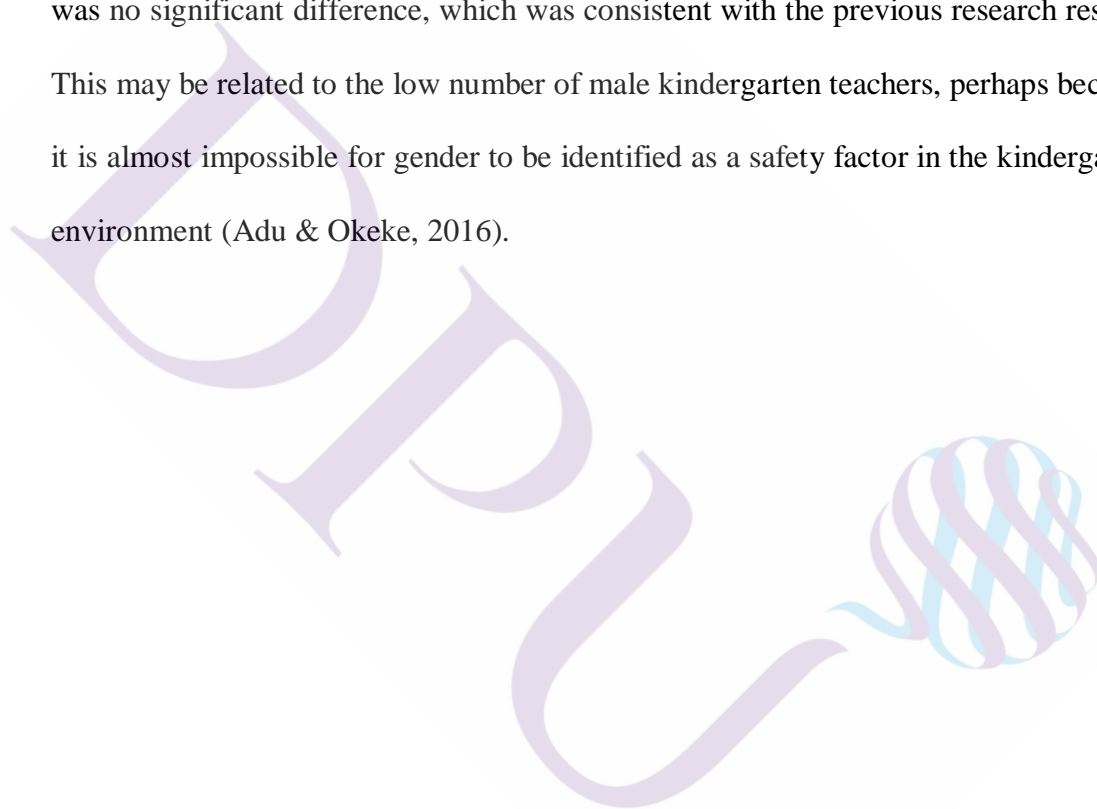 was no significant difference, which was consistent with the previous research res
This may be related to the low number of male kindergarten teachers, perhaps bec
it is almost impossible for gender to be identified as a safety factor in the kinderga
environment (Adu & Okeke, 2016).
DPU